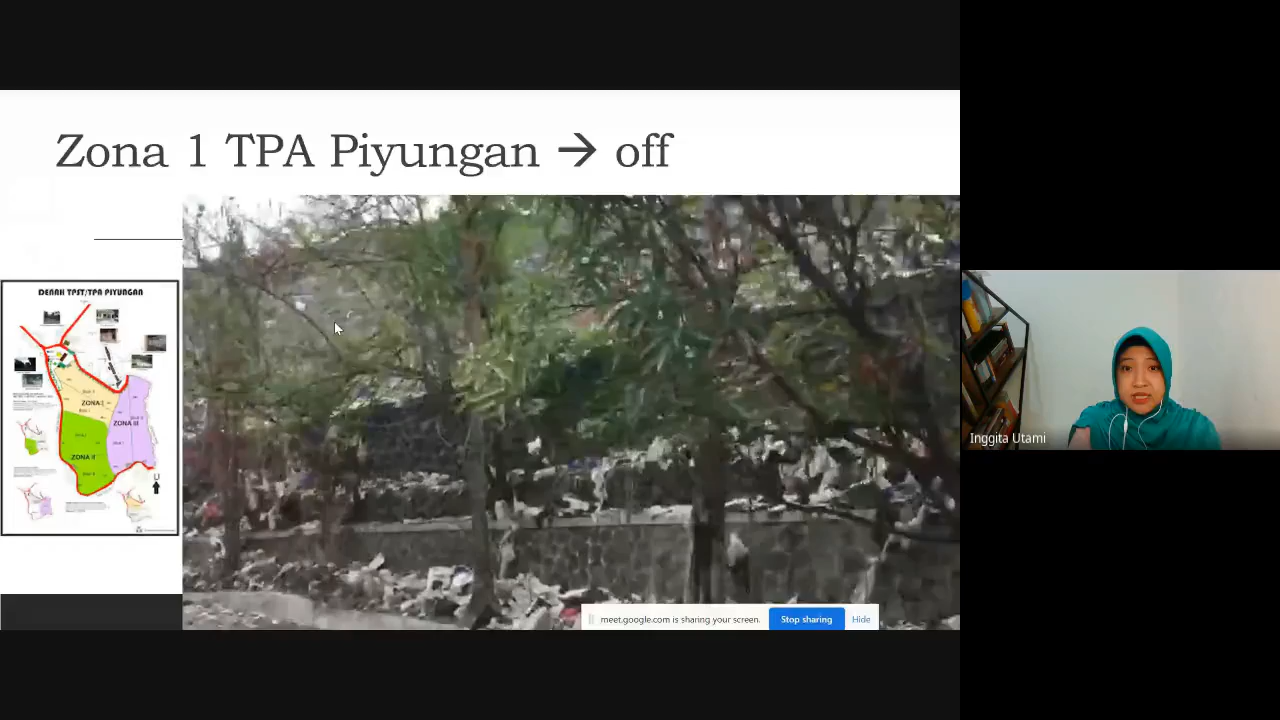 Zona 1 TPA Piyungan → off
DENAH TPST/TPA PIYUNGAN
ZONA I
ZONA III
ZONA II
U
meet.google.com is sharing your screen.
Stop sharing
Hide
Inggita Utami